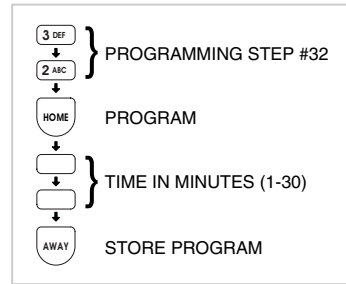 3 DEF
2 ABC
} PROGRAMMING STEP #32
HOME PROGRAM
} TIME IN MINUTES (1-30)
AWAY STORE PROGRAM